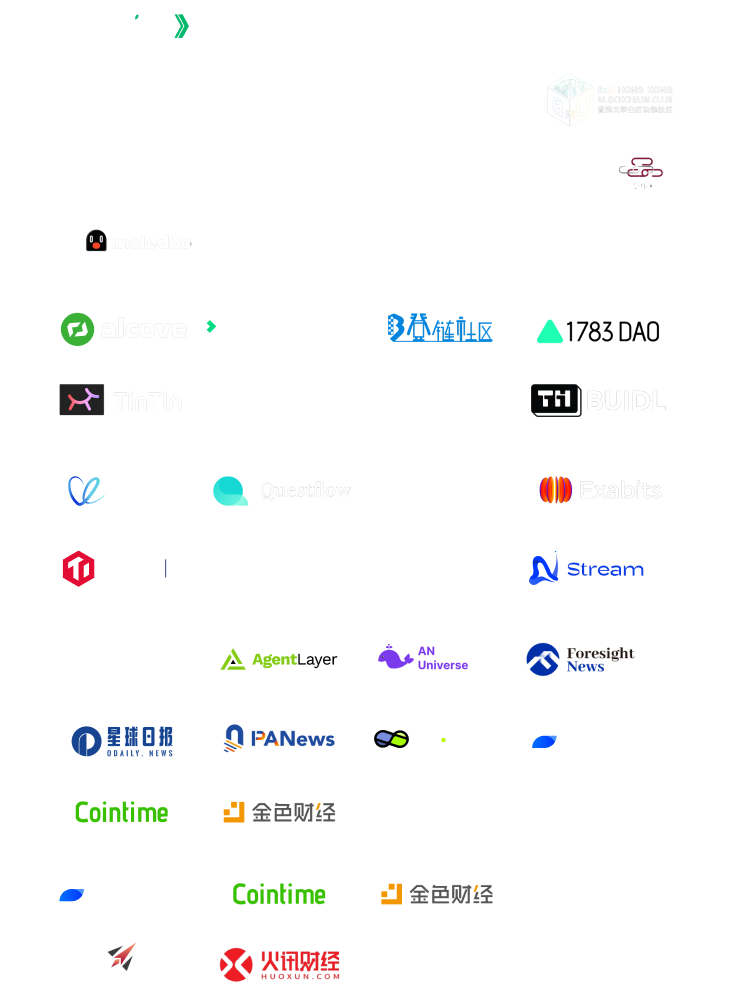 HONG KONG
BLOCKCHAIN CLUB
alcove
链社区
1783 DAO
TinTin
BUIDL
Questflow
Exabits
Stream
AgentLayer
AN
Universe
Foresight
News
星球日报
ODAILY. NEWS
PANews
Cointime
金色财经
Cointime
金色财经
火讯财经
HUOXUN.COM